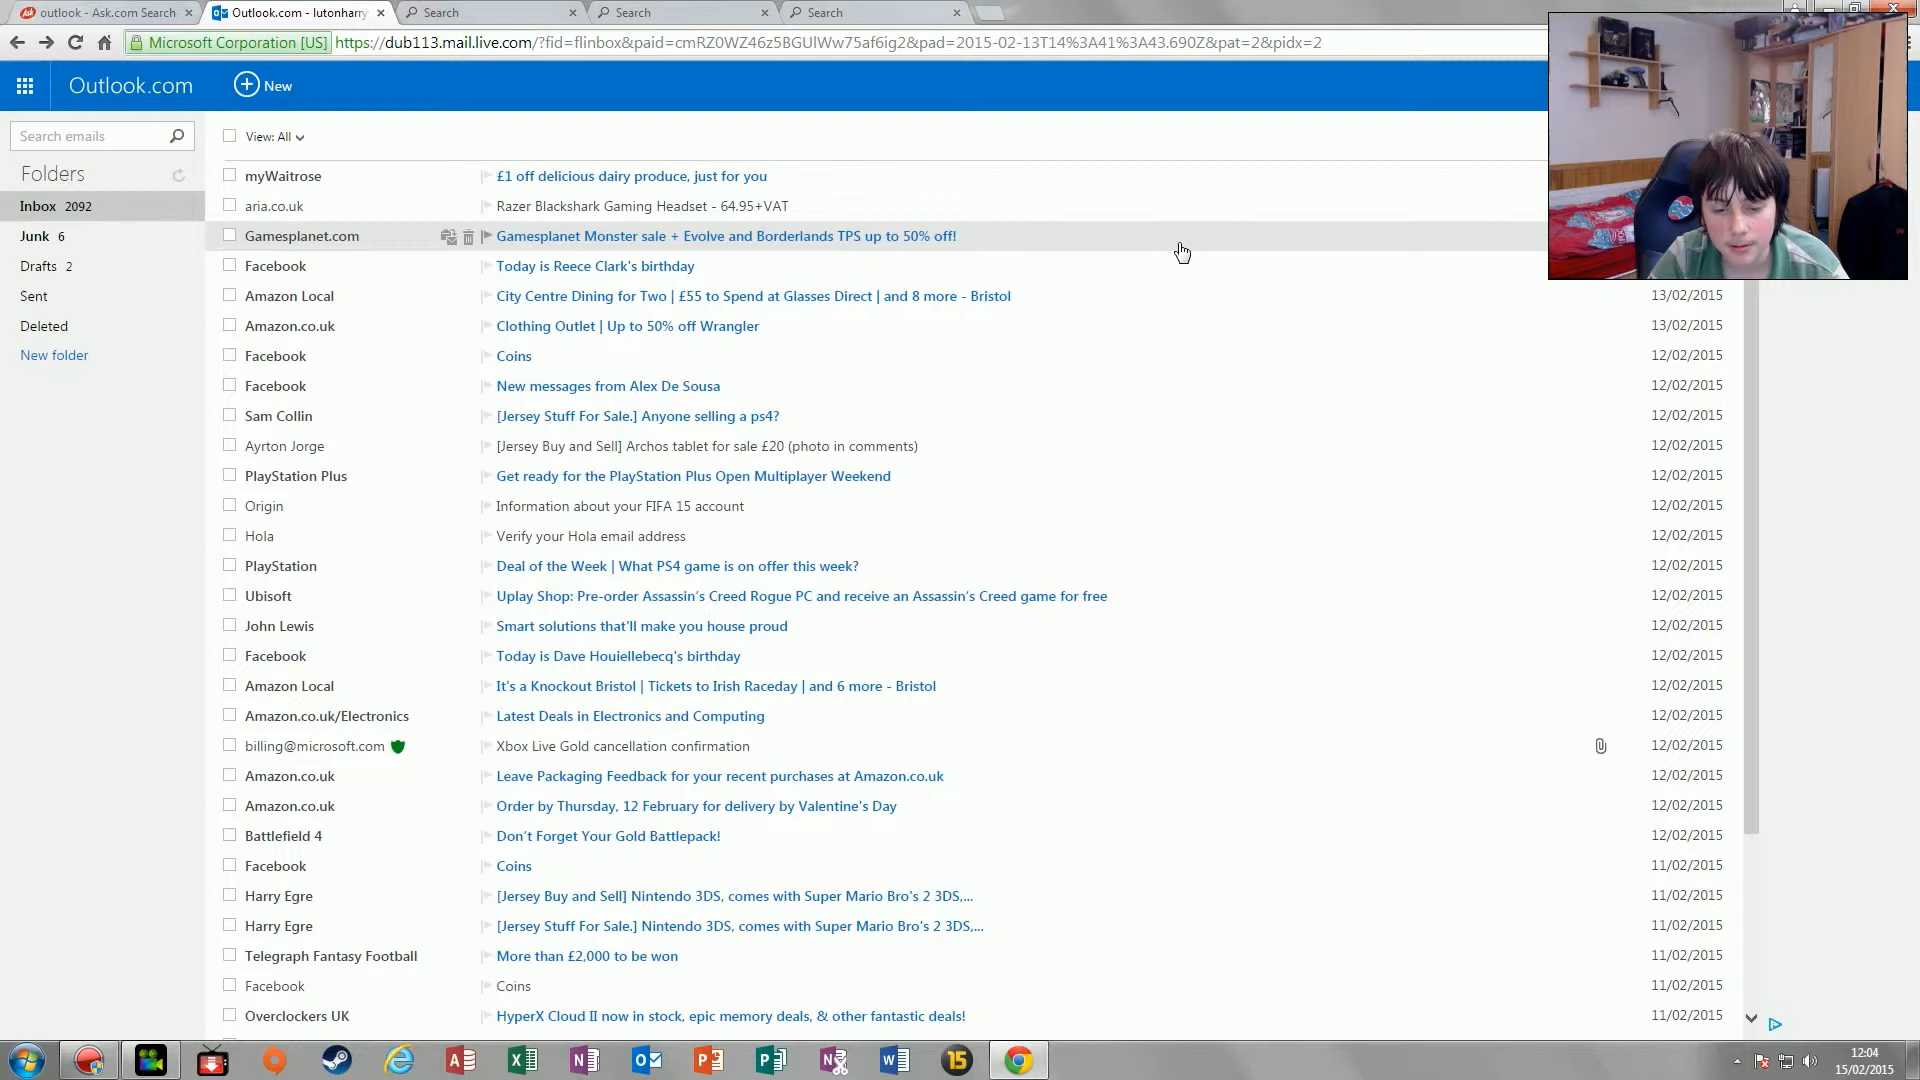 outlook - Ask.com Search
Outlook.com - lutonharry
Search
Search
Search
Microsoft Corporation [US]
https://dub113.mail.live.com/?fid=flinbox&paid=cmRZ0WZ46z5BGUlWw75af6ig2&pad=2015-02-13T14%3A41%3A43.690Z&pat=2&pidx=2
Outlook.com
New
Search emails
View: All
Folders
Inbox 2092
Junk 6
Drafts 2
Sent
Deleted
New folder
myWaitrose £1 off delicious dairy produce, just for you
aria.co.uk Razer Blackshark Gaming Headset - 64.95+VAT
Gamesplanet.com Gamesplanet Monster sale + Evolve and Borderlands TPS up to 50% off!
Facebook Today is Reece Clark's birthday
Amazon Local City Centre Dining for Two | £55 to Spend at Glasses Direct | and 8 more - Bristol 13/02/2015
Amazon.co.uk Clothing Outlet | Up to 50% off Wrangler 13/02/2015
Facebook Coins 12/02/2015
Facebook New messages from Alex De Sousa 12/02/2015
Sam Collin [Jersey Stuff For Sale.] Anyone selling a ps4? 12/02/2015
Ayrton Jorge [Jersey Buy and Sell] Archos tablet for sale £20 (photo in comments) 12/02/2015
PlayStation Plus Get ready for the PlayStation Plus Open Multiplayer Weekend 12/02/2015
Origin Information about your FIFA 15 account 12/02/2015
Hola Verify your Hola email address 12/02/2015
PlayStation Deal of the Week | What PS4 game is on offer this week? 12/02/2015
Ubisoft Uplay Shop: Pre-order Assassin’s Creed Rogue PC and receive an Assassin’s Creed game for free 12/02/2015
John Lewis Smart solutions that'll make you house proud 12/02/2015
Facebook Today is Dave Houiellebecq's birthday 12/02/2015
Amazon Local It's a Knockout Bristol | Tickets to Irish Raceday | and 6 more - Bristol 12/02/2015
Amazon.co.uk/Electronics Latest Deals in Electronics and Computing 12/02/2015
billing@microsoft.com Xbox Live Gold cancellation confirmation 12/02/2015
Amazon.co.uk Leave Packaging Feedback for your recent purchases at Amazon.co.uk 12/02/2015
Amazon.co.uk Order by Thursday, 12 February for delivery by Valentine's Day 12/02/2015
Battlefield 4 Don’t Forget Your Gold Battlepack! 12/02/2015
Facebook Coins 11/02/2015
Harry Egre [Jersey Buy and Sell] Nintendo 3DS, comes with Super Mario Bro's 2 3DS,... 11/02/2015
Harry Egre [Jersey Stuff For Sale.] Nintendo 3DS, comes with Super Mario Bro's 2 3DS,... 11/02/2015
Telegraph Fantasy Football More than £2,000 to be won 11/02/2015
Facebook Coins 11/02/2015
Overclockers UK HyperX Cloud II now in stock, epic memory deals, & other fantastic deals! 11/02/2015
15
12:04
15/02/2015